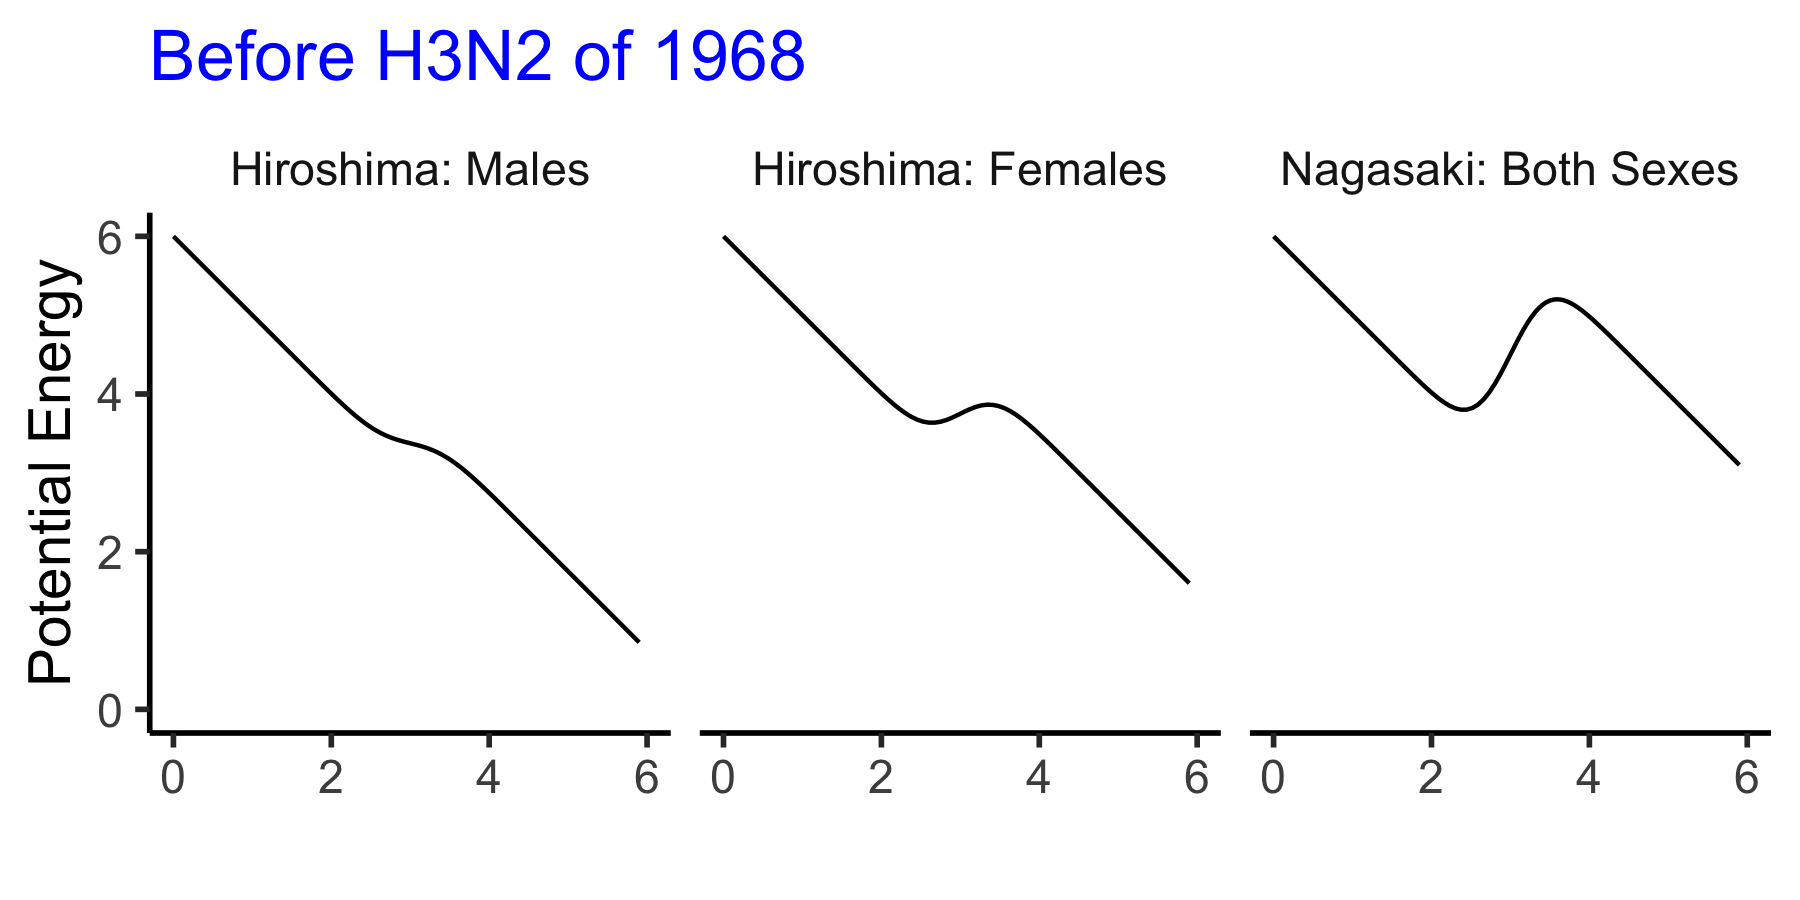 Before H3N2 of 1968
Hiroshima: Males
Hiroshima: Females
Nagasaki: Both Sexes
Potential Energy
6
4
2
0
0 2 4 6
0 2 4 6
0 2 4 6